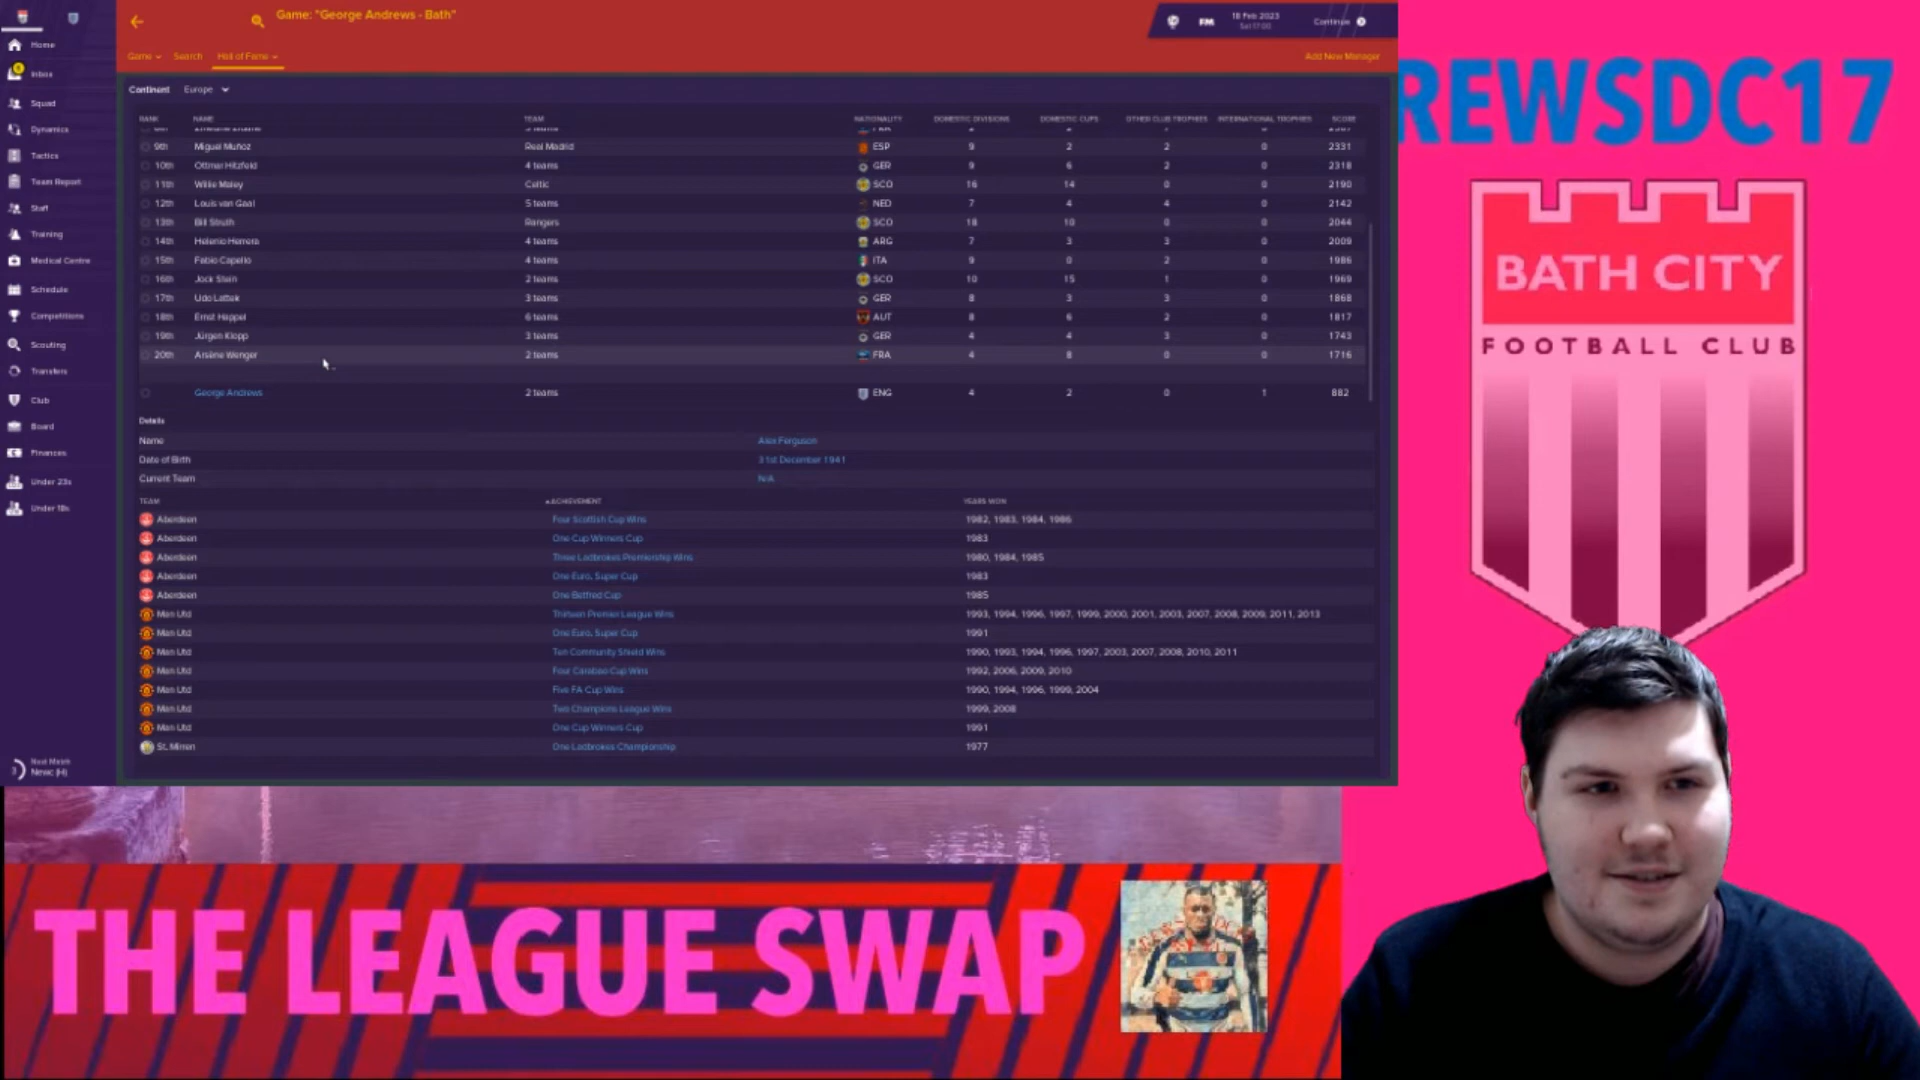 Game: "George Andrews - Bath"
18 Feb 2023
Sat 17:00
Continue
FM
Game
Search
Hall of Fame
Add New Manager
Home
Inbox
Squad
Dynamics
Tactics
Team Report
Staff
Training
Medical Centre
Schedule
Competitions
Scouting
Transfers
Club
Board
Finances
Under 23s
Under 18s
Next Match
Newc (H)
Continent Europe
RANK NAME TEAM NATIONALITY DOMESTIC DIVISIONS DOMESTIC CUPS OTHER CLUB TROPHIES INTERNATIONAL TROPHIES SCORE
9th Miguel Muñoz Real Madrid ESP 9 2 2 0 2331
10th Ottmar Hitzfeld 4 teams GER 9 6 2 0 2318
11th Willie Maley Celtic SCO 16 14 0 0 2190
12th Louis van Gaal 5 teams NED 7 4 4 0 2142
13th Bill Struth Rangers SCO 18 10 0 0 2044
14th Helenio Herrera 4 teams ARG 7 3 3 0 2009
15th Fabio Capello 4 teams ITA 9 0 2 0 1986
16th Jock Stein 2 teams SCO 10 15 1 0 1969
17th Udo Lattek 3 teams GER 8 3 3 0 1868
18th Ernst Happel 6 teams AUT 8 6 2 0 1817
19th Jürgen Klopp 3 teams GER 4 4 3 0 1743
20th Arsène Wenger 2 teams FRA 4 8 0 0 1716
George Andrews 2 teams ENG 4 2 0 1 882
Details
Name Alex Ferguson
Date of Birth 31st December 1941
Current Team N/A
TEAM ACHIEVEMENT YEARS WON
Aberdeen Four Scottish Cup Wins 1982, 1983, 1984, 1986
Aberdeen One Cup Winners Cup 1983
Aberdeen Three Ladbrokes Premiership Wins 1980, 1984, 1985
Aberdeen One Euro. Super Cup 1983
Aberdeen One Betfred Cup 1985
Man Utd Thirteen Premier League Wins 1993, 1994, 1996, 1997, 1999, 2000, 2001, 2003, 2007, 2008, 2009, 2011, 2013
Man Utd One Euro. Super Cup 1991
Man Utd Ten Community Shield Wins 1990, 1993, 1994, 1996, 1997, 2003, 2007, 2008, 2010, 2011
Man Utd Four Carabao Cup Wins 1992, 2006, 2009, 2010
Man Utd Five FA Cup Wins 1990, 1994, 1996, 1999, 2004
Man Utd Two Champions League Wins 1999, 2008
Man Utd One Cup Winners Cup 1991
St. Mirren One Ladbrokes Championship 1977
REWSDC17
BATH CITY
FOOTBALL CLUB
THE LEAGUE SWAP